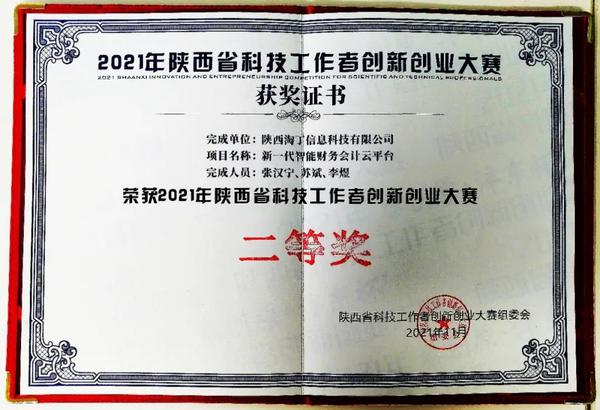 2021年陕西省科技工作者创新创业大赛
2021 SHAANXI INNOVATION AND ENTREPRENEURSHIP COMPETITION FOR SCIENTIFIC AND TECHNICAL PROFESSIONALS
获奖证书
完成单位：陕西淘丁信息科技有限公司
项目名称：新一代智能财务会计云平台
完成人员：张汉宁、苏斌、李煜
荣获2021年陕西省科技工作者创新创业大赛
二等奖
陕西省科技工作者创新创业大赛组委会
2021年11月